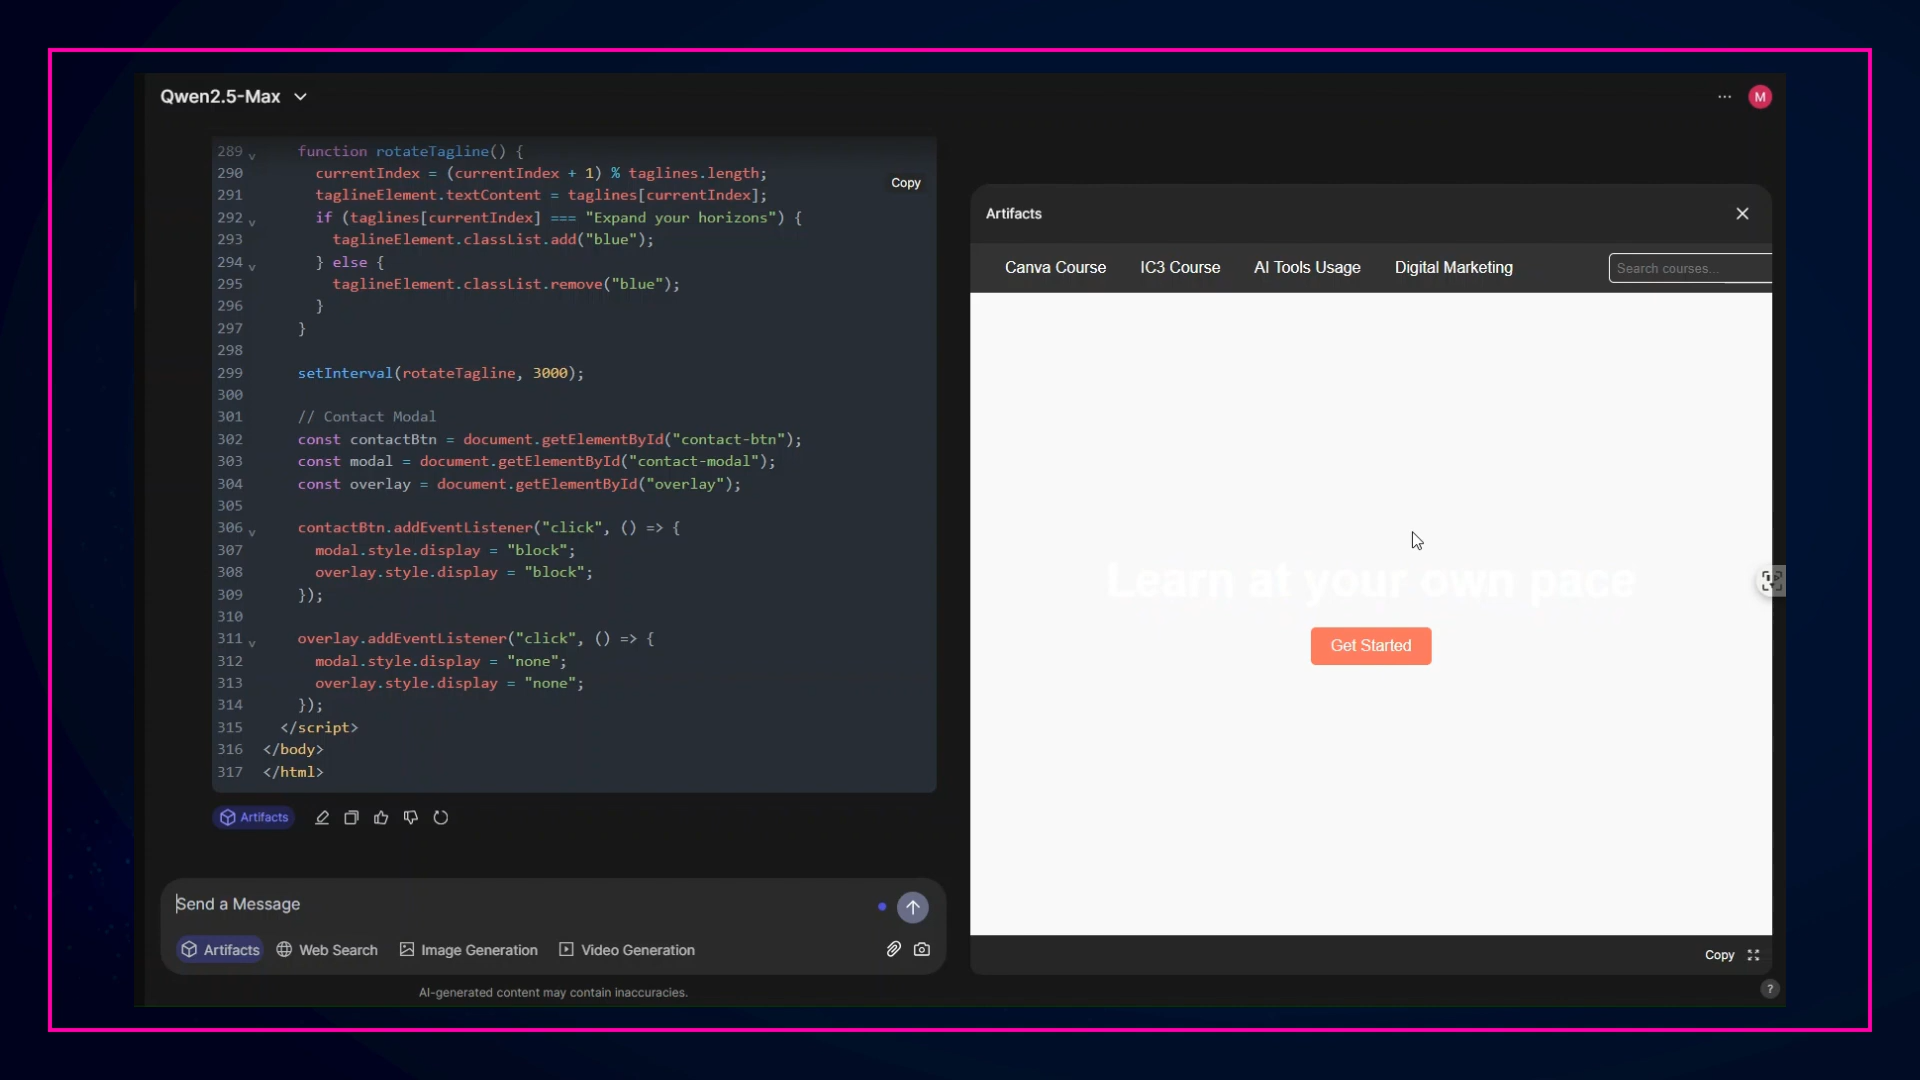 Qwen2.5-Max
M
289 function rotateTagline() {
290 currentIndex = (currentIndex + 1) % taglines.length;
291 taglineElement.textContent = taglines[currentIndex];
292 if (taglines[currentIndex] === "Expand your horizons") {
293 taglineElement.classList.add("blue");
294 } else {
295 taglineElement.classList.remove("blue");
296 }
297 }
298
299 setInterval(rotateTagline, 3000);
300
301 // Contact Modal
302 const contactBtn = document.getElementById("contact-btn");
303 const modal = document.getElementById("contact-modal");
304 const overlay = document.getElementById("overlay");
305
306 contactBtn.addEventListener("click", () => {
307 modal.style.display = "block";
308 overlay.style.display = "block";
309 });
310
311 overlay.addEventListener("click", () => {
312 modal.style.display = "none";
313 overlay.style.display = "none";
314 });
315 </script>
316 </body>
317 </html>
Copy
Artifacts
Send a Message
Artifacts Web Search Image Generation Video Generation
AI-generated content may contain inaccuracies.
Artifacts
Canva Course IC3 Course AI Tools Usage Digital Marketing Search courses...
Learn at your own pace
Get Started
Copy
?